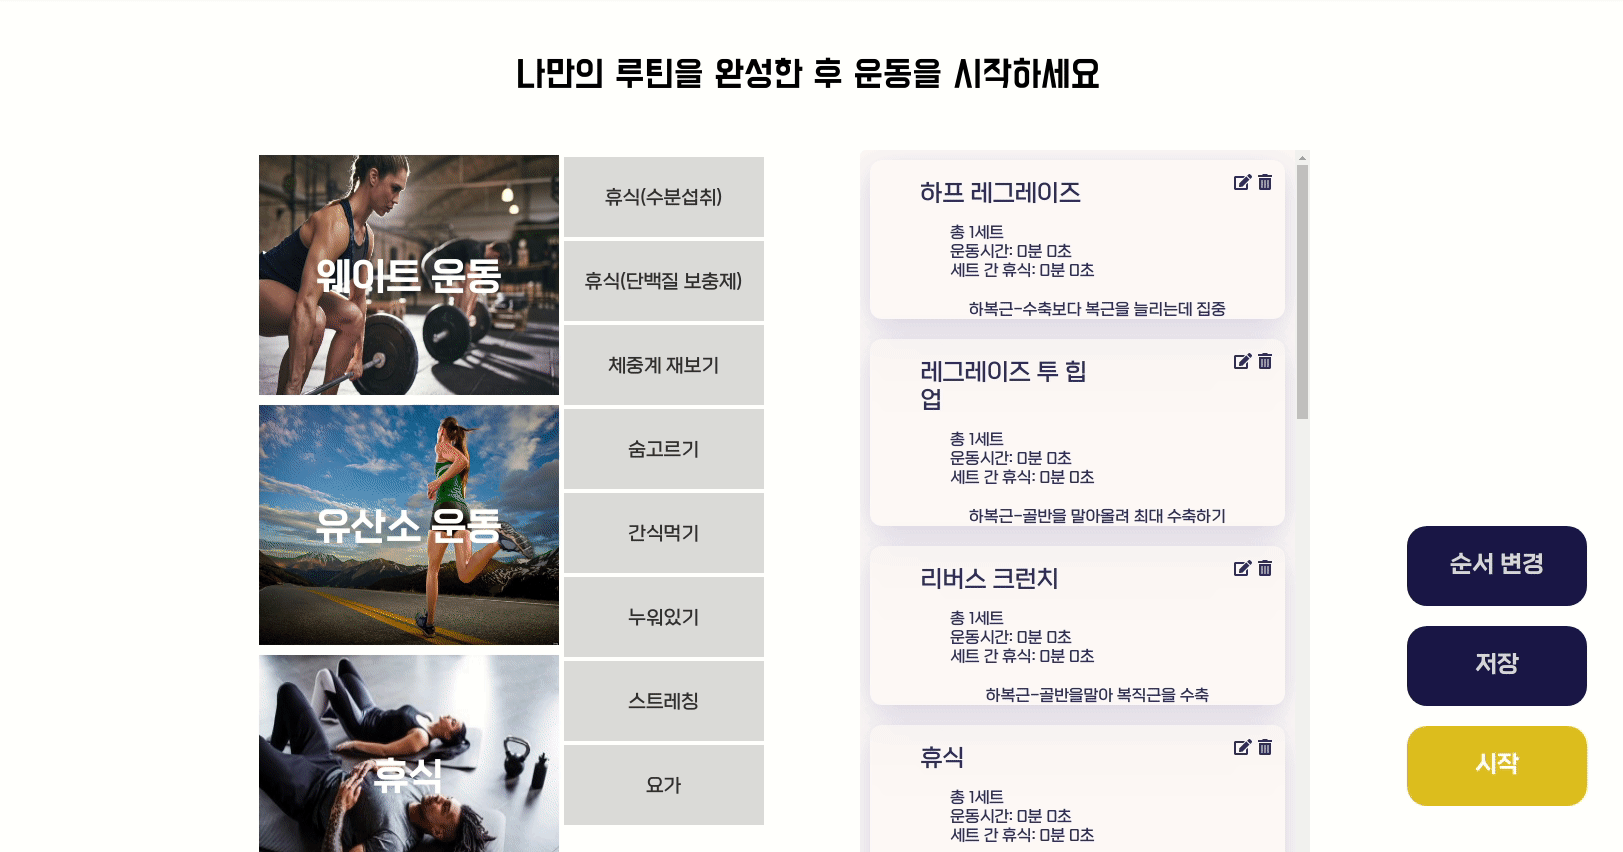 나만의 루틴을 완성한 후 운동을 시작하세요
웨이트 운동
유산소 운동
휴식
휴식(수분섭취)
휴식(단백질 보충제)
체중계 재보기
숨고르기
간식먹기
누워있기
스트레칭
요가
하프 레그레이즈
총 1세트
운동시간: 0분 0초
세트 간 휴식: 0분 0초
하복근-수축보다 복근을 늘리는데 집중
레그레이즈 투 힙
업
총 1세트
운동시간: 0분 0초
세트 간 휴식: 0분 0초
하복근-골반을 말아올려 최대 수축하기
리버스 크런치
총 1세트
운동시간: 0분 0초
세트 간 휴식: 0분 0초
하복근-골반을말아 복직근을 수축
휴식
총 1세트
운동시간: 0분 0초
세트 간 휴식: 0분 0초
순서 변경
저장
시작